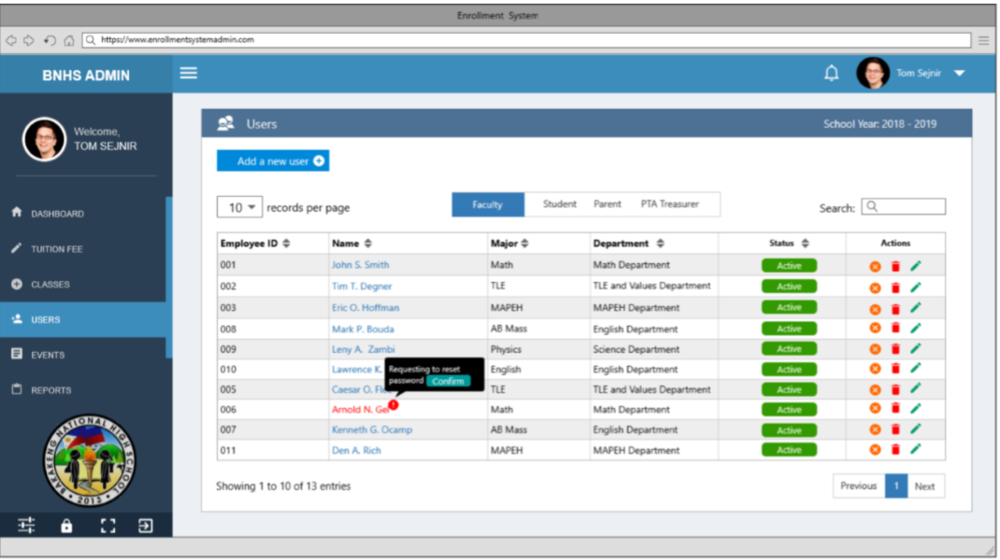 Enrollment System
https://www.enrollmentsystemadmin.com
BNHS ADMIN
Tom Sejnir
Welcome,
TOM SEJNIR
DASHBOARD
TUITION FEE
CLASSES
USERS
EVENTS
REPORTS
BAKAKENG NATIONAL HIGH SCHOOL
2013
Users School Year: 2018 - 2019
Add a new user
10 records per page Faculty Student Parent PTA Treasurer Search:
Employee ID Name Major Department Status Actions
001 John S. Smith Math Math Department Active
002 Tim T. Degner TLE TLE and Values Department Active
003 Eric O. Hoffman MAPEH MAPEH Department Active
008 Mark P. Bouda AB Mass English Department Active
009 Leny A. Zambi Physics Science Department Active
010 Lawrence K. English English Department Active
Requesting to reset
password Confirm
005 Caesar O. TLE TLE and Values Department Active
006 Arnold N. Math Math Department Active
007 Kenneth G. Ocamp AB Mass English Department Active
011 Den A. Rich MAPEH MAPEH Department Active
Showing 1 to 10 of 13 entries Previous 1 Next